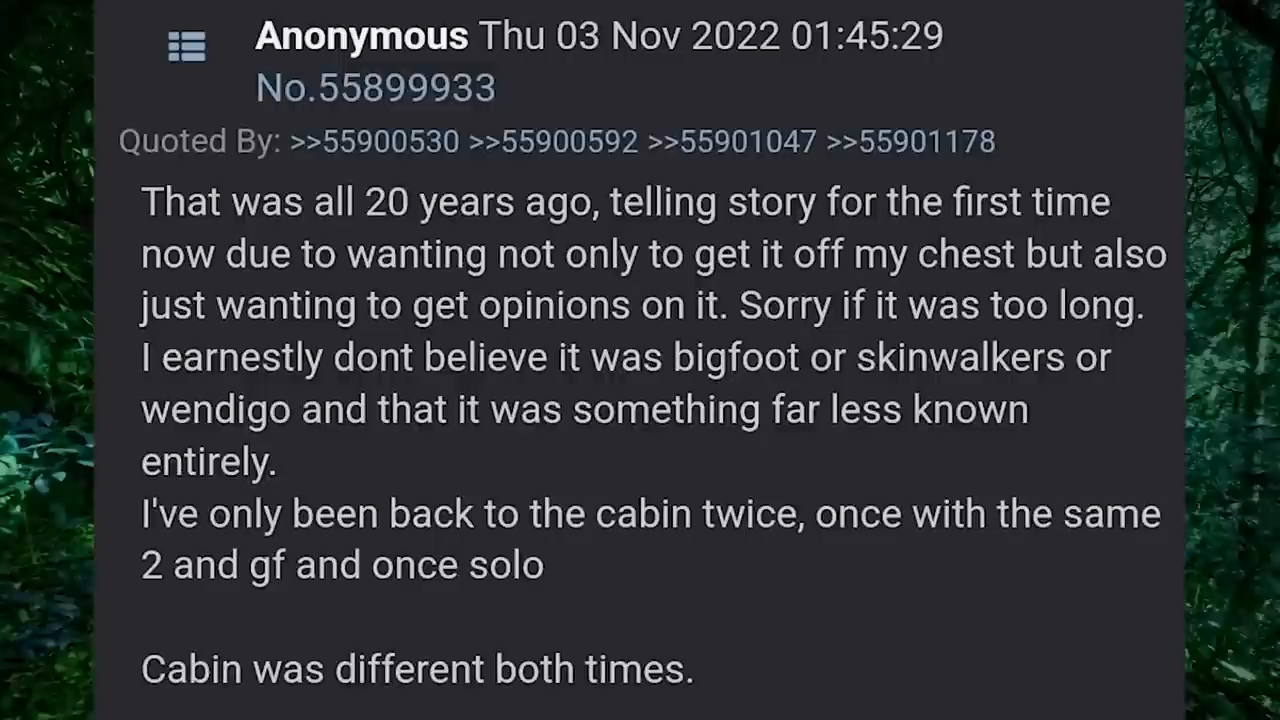 Anonymous Thu 03 Nov 2022 01:45:29
No.55899933
Quoted By: >>55900530 >>55900592 >>55901047 >>55901178
That was all 20 years ago, telling story for the first time
now due to wanting not only to get it off my chest but also
just wanting to get opinions on it. Sorry if it was too long.
I earnestly dont believe it was bigfoot or skinwalkers or
wendigo and that it was something far less known
entirely.
I've only been back to the cabin twice, once with the same
2 and gf and once solo
Cabin was different both times.